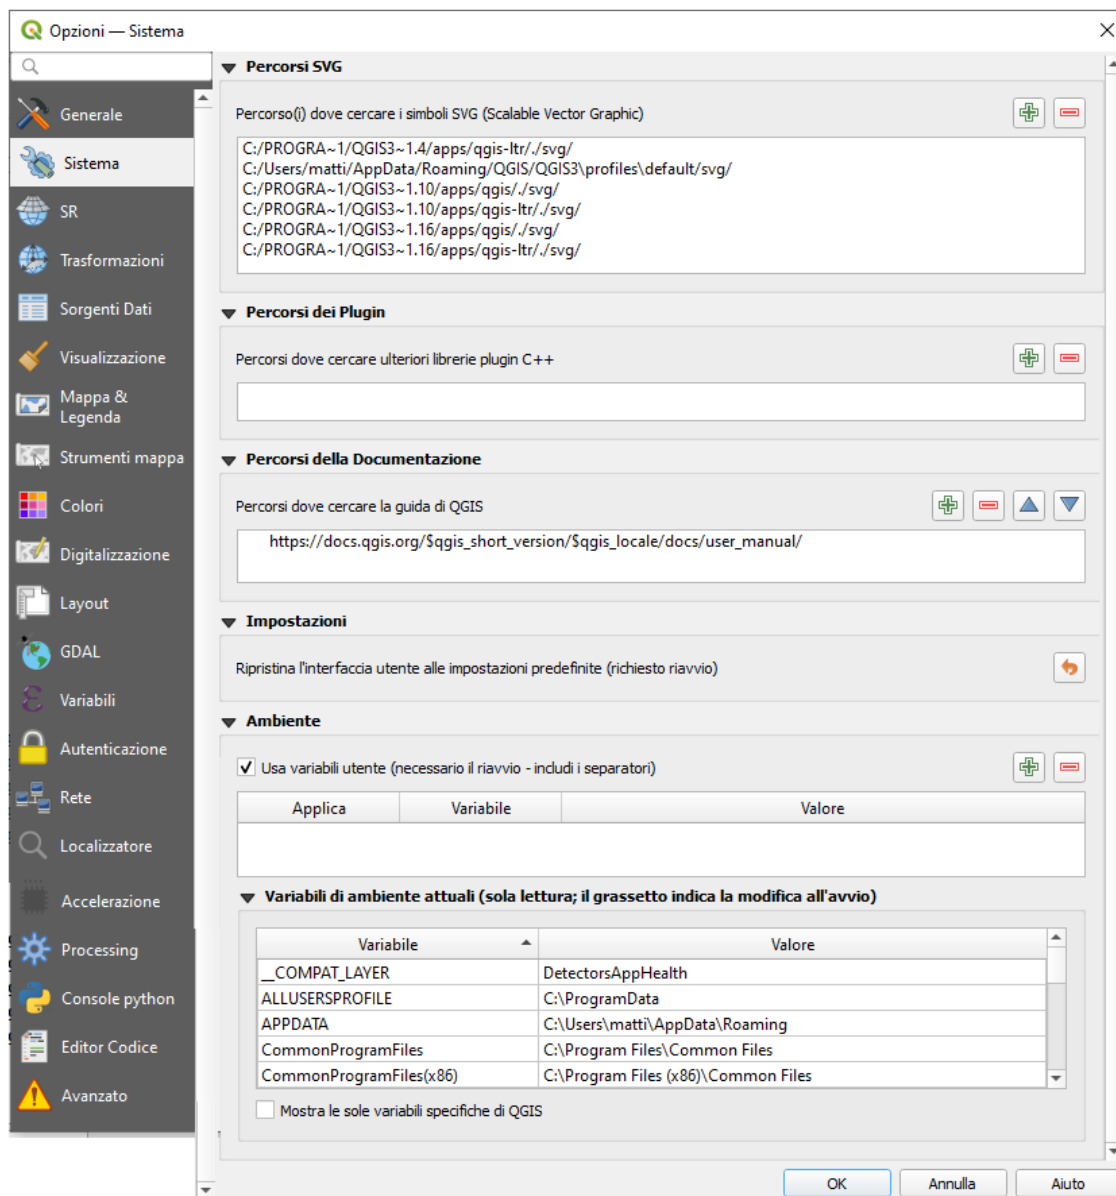 Opzioni — Sistema
Generale
Sistema
SR
Trasformazioni
Sorgenti Dati
Visualizzazione
Mappa &
Legenda
Strumenti mappa
Colori
Digitalizzazione
Layout
GDAL
Variabili
Autenticazione
Rete
Localizzatore
Accelerazione
Processing
Console python
Editor Codice
Avanzato
Percorsi SVG
Percorso(i) dove cercare i simboli SVG (Scalable Vector Graphic)
C:/PROGRA~1/QGIS3~1.4/apps/qgis-ltr/./svg/
C:/Users/matti/AppData/Roaming/QGIS/QGIS3\profiles\default/svg/
C:/PROGRA~1/QGIS3~1.10/apps/qgis/./svg/
C:/PROGRA~1/QGIS3~1.10/apps/qgis-ltr/./svg/
C:/PROGRA~1/QGIS3~1.16/apps/qgis/./svg/
C:/PROGRA~1/QGIS3~1.16/apps/qgis-ltr/./svg/
Percorsi dei Plugin
Percorsi dove cercare ulteriori librerie plugin C++
Percorsi della Documentazione
Percorsi dove cercare la guida di QGIS
https://docs.qgis.org/$qgis_short_version/$qgis_locale/docs/user_manual/
Impostazioni
Ripristina l'interfaccia utente alle impostazioni predefinite (richiesto riavvio)
Ambiente
Usa variabili utente (necessario il riavvio - includi i separatori)
Applica Variabile Valore
Variabili di ambiente attuali (sola lettura; il grassetto indica la modifica all'avvio)
Variabile Valore
__COMPAT_LAYER DetectorsAppHealth
ALLUSERSPROFILE C:\ProgramData
APPDATA C:\Users\matti\AppData\Roaming
CommonProgramFiles C:\Program Files\Common Files
CommonProgramFiles(x86) C:\Program Files (x86)\Common Files
Mostra le sole variabili specifiche di QGIS
OK Annulla Aiuto